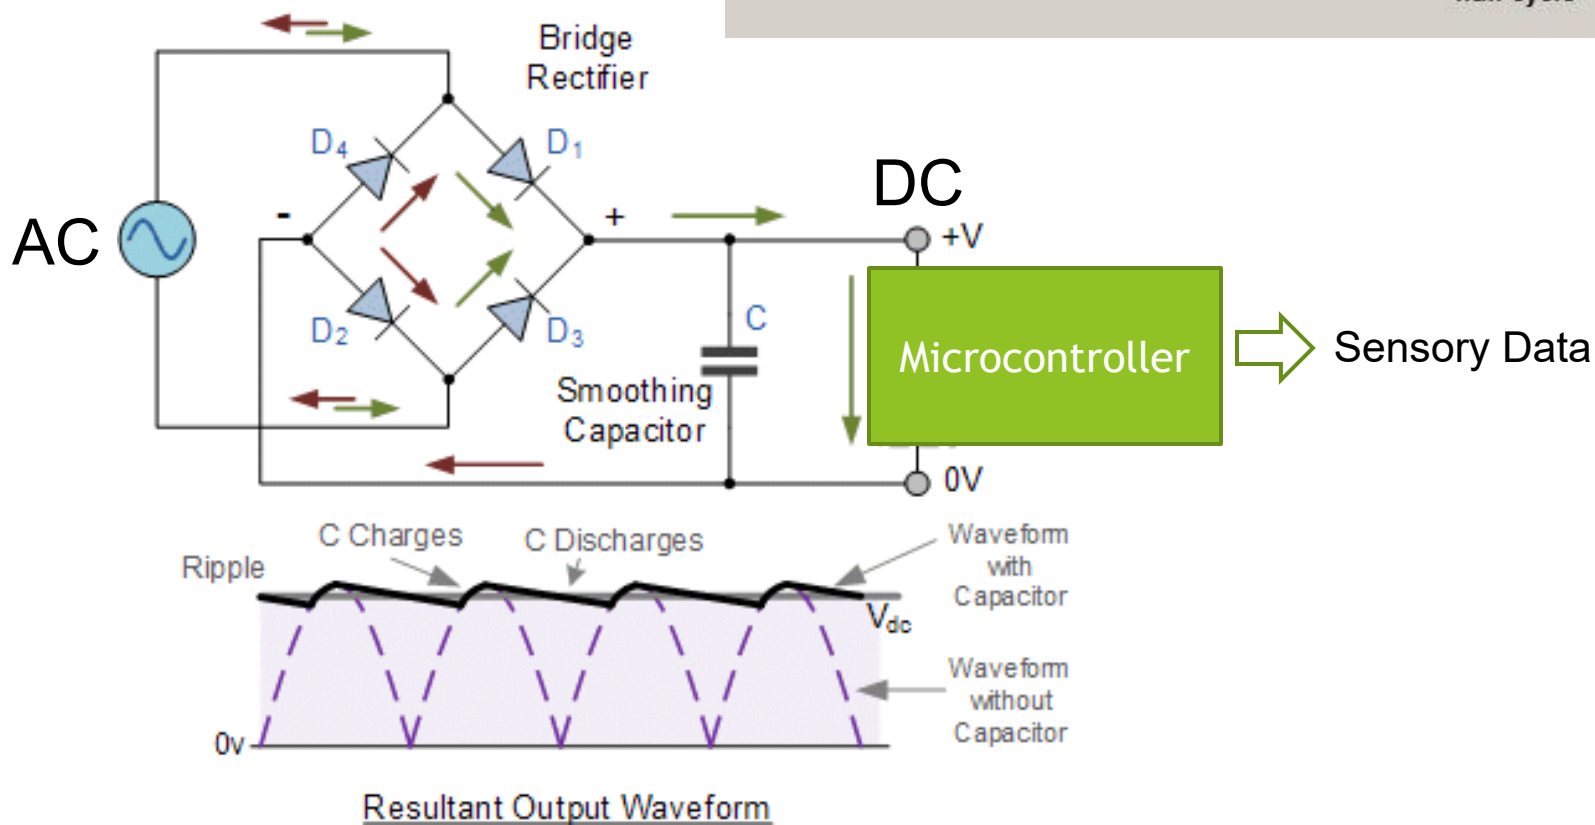 Bridge
Rectifier
D4
D1
AC
-
+
DC
+V
D2
D3
C
Microcontroller
Sensory Data
Smoothing
Capacitor
0V
C Charges
C Discharges
Waveform
with
Capacitor
Ripple
Vdc
Waveform
without
Capacitor
0v
Resultant Output Waveform